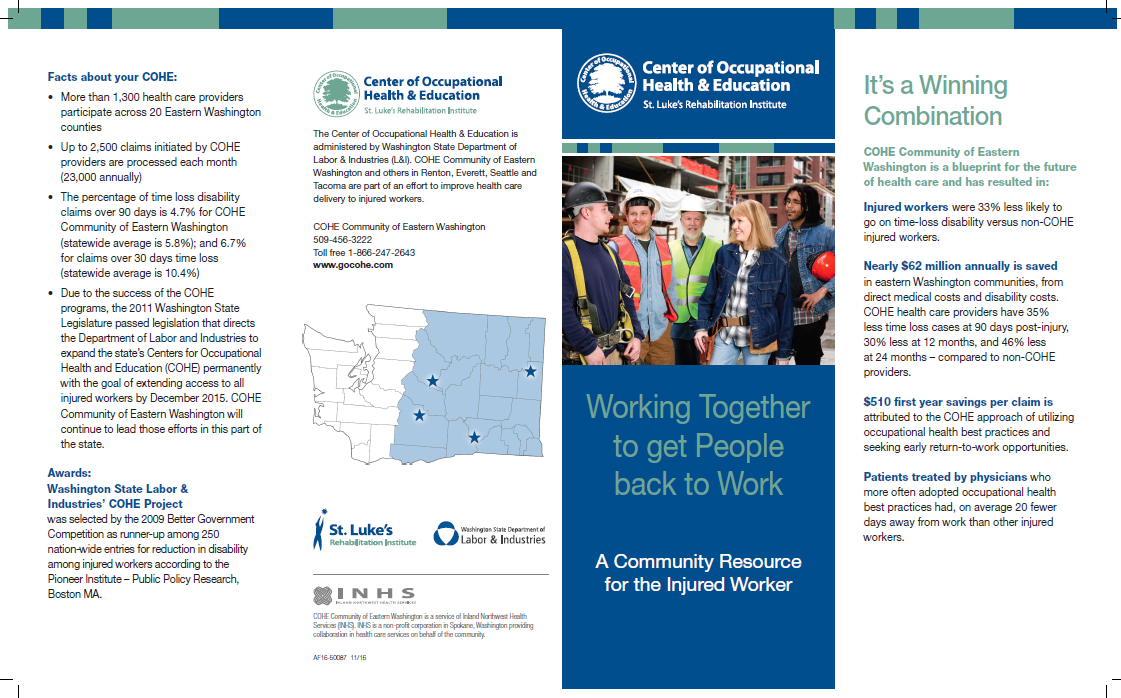 Facts about your COHE:
• More than 1,300 health care providers
participate across 20 Eastern Washington
counties
• Up to 2,500 claims initiated by COHE
providers are processed each month
(23,000 annually)
• The percentage of time loss disability
claims over 90 days is 4.7% for COHE
Community of Eastern Washington
(statewide average is 5.8%); and 6.7%
for claims over 30 days time loss
(statewide average is 10.4%)
• Due to the success of the COHE
programs, the 2011 Washington State
Legislature passed legislation that directs
the Department of Labor and Industries to
expand the state's Centers for Occupational
Health and Education (COHE) permanently
with the goal of extending access to all
injured workers by December 2015. COHE
Community of Eastern Washington will
continue to lead those efforts in this part of
the state.
Awards:
Washington State Labor &
Industries' COHE Project
was selected by the 2009 Better Government
Competition as runner-up among 250
nation-wide entries for reduction in disability
among injured workers according to the
Pioneer Institute – Public Policy Research,
Boston MA.
Center of Occupational
Health & Education
Center of Occupational
Health & Education
St. Luke's Rehabilitation Institute
The Center of Occupational Health & Education is
administered by Washington State Department of
Labor & Industries (L&I). COHE Community of Eastern
Washington and others in Renton, Everett, Seattle and
Tacoma are part of an effort to improve health care
delivery to injured workers.
COHE Community of Eastern Washington
509-456-3222
Toll free 1-866-247-2643
www.gocohe.com
St. Luke's
Rehabilitation Institute
Washington State Department of
Labor & Industries
INHS
INLAND NORTHWEST HEALTH SERVICES
COHE Community of Eastern Washington is a service of Inland Northwest Health
Services (INHS). INHS is a non-profit corporation in Spokane, Washington providing
collaboration in health care services on behalf of the community.
AF16-50087 11/16
Center of Occupational
Health & Education
Center of Occupational
Health & Education
St. Luke's Rehabilitation Institute
Working Together
to get People
back to Work
A Community Resource
for the Injured Worker
It's a Winning
Combination
COHE Community of Eastern
Washington is a blueprint for the future
of health care and has resulted in:
Injured workers were 33% less likely to
go on time-loss disability versus non-COHE
injured workers.
Nearly $62 million annually is saved
in eastern Washington communities, from
direct medical costs and disability costs.
COHE health care providers have 35%
less time loss cases at 90 days post-injury,
30% less at 12 months, and 46% less
at 24 months – compared to non-COHE
providers.
$510 first year savings per claim is
attributed to the COHE approach of utilizing
occupational health best practices and
seeking early return-to-work opportunities.
Patients treated by physicians who
more often adopted occupational health
best practices had, on average 20 fewer
days away from work than other injured
workers.